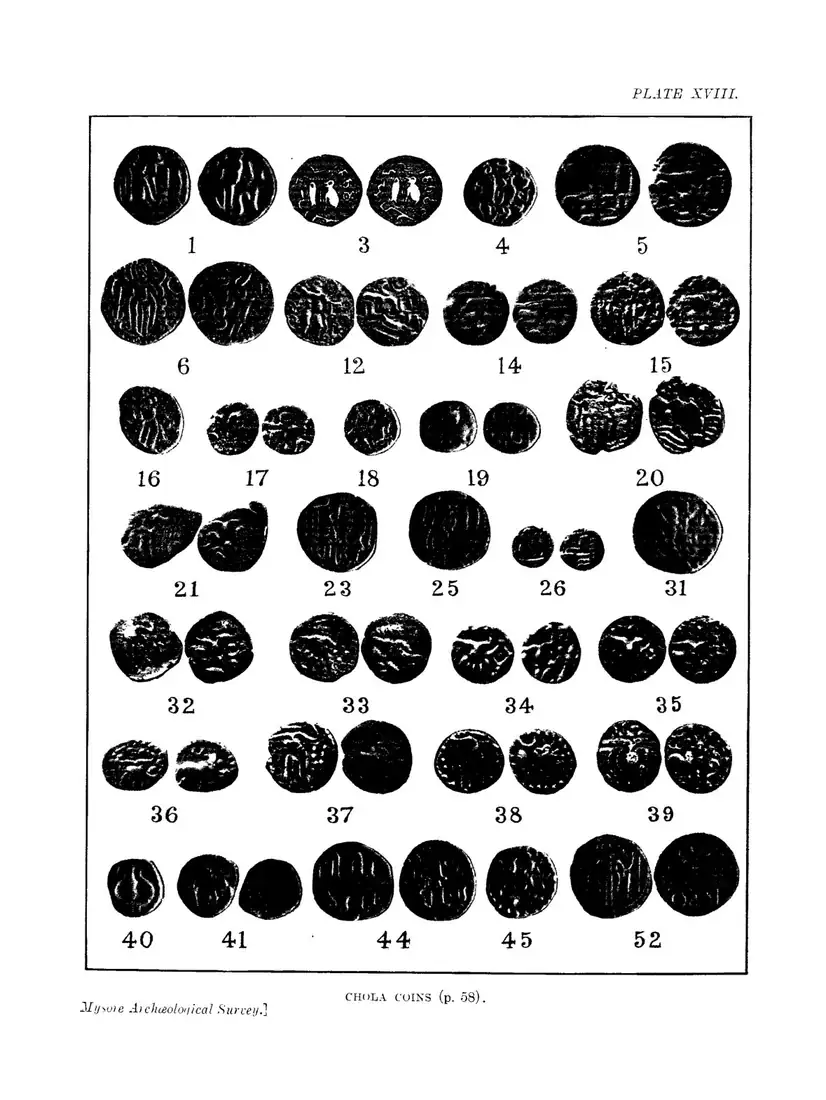 PLATE XVIII.
1 3 4 5
6 12 14 15
16 17 18 19 20
21 23 25 26 31
32 33 34 35
36 37 38 39
40 41 44 45 52
CHOLA COINS (p. 58).
Mysore Archæological Survey.]